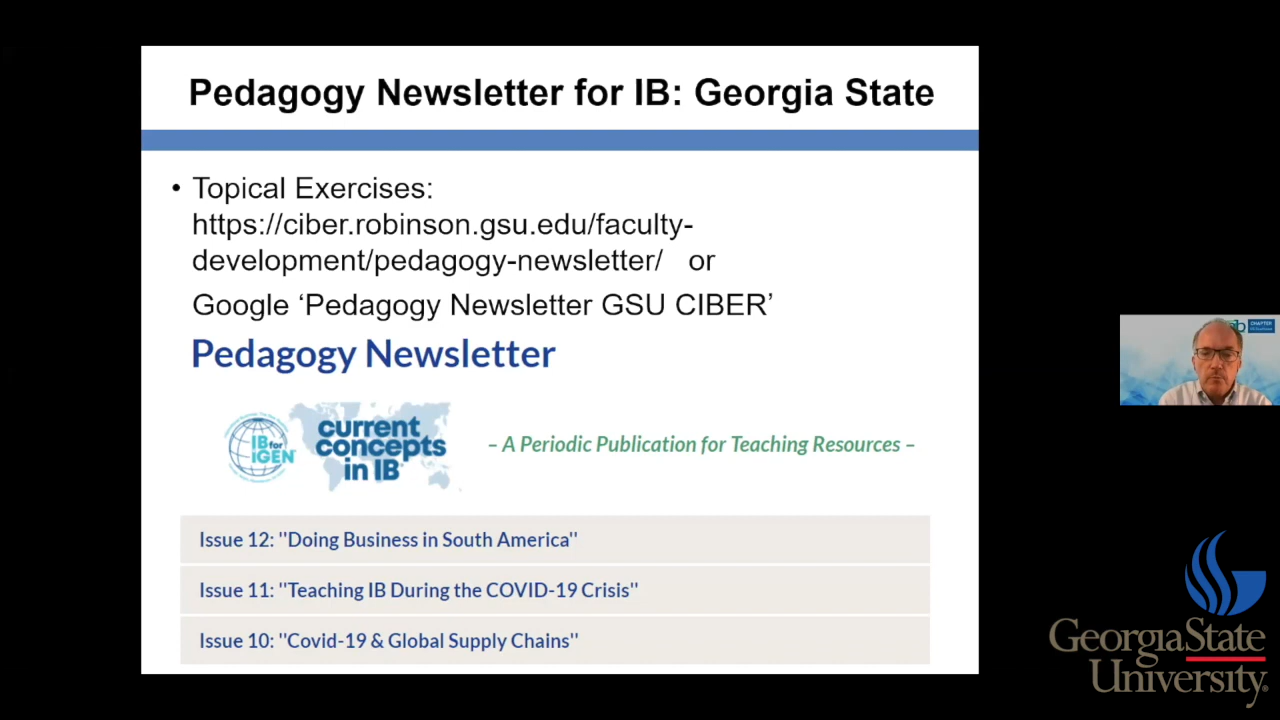 Pedagogy Newsletter for IB: Georgia State
• Topical Exercises:
https://ciber.robinson.gsu.edu/faculty-
development/pedagogy-newsletter/ or
Google ‘Pedagogy Newsletter GSU CIBER’
Pedagogy Newsletter
IB for
IGEN
current
concepts
in IB
– A Periodic Publication for Teaching Resources –
Issue 12: "Doing Business in South America"
Issue 11: "Teaching IB During the COVID-19 Crisis"
Issue 10: "Covid-19 & Global Supply Chains"
CHAPTER
GeorgiaState
University®